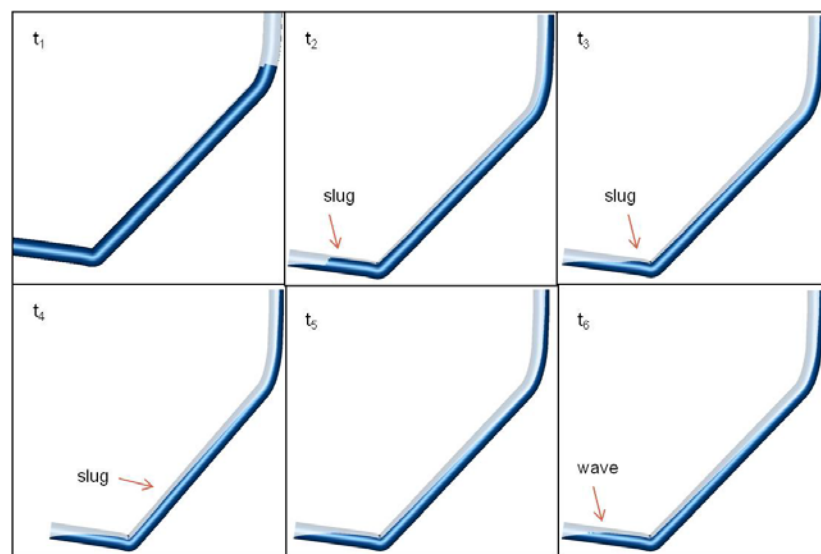 t₁
t₂
slug
t₃
slug
t₄
slug
t₅
t₆
wave